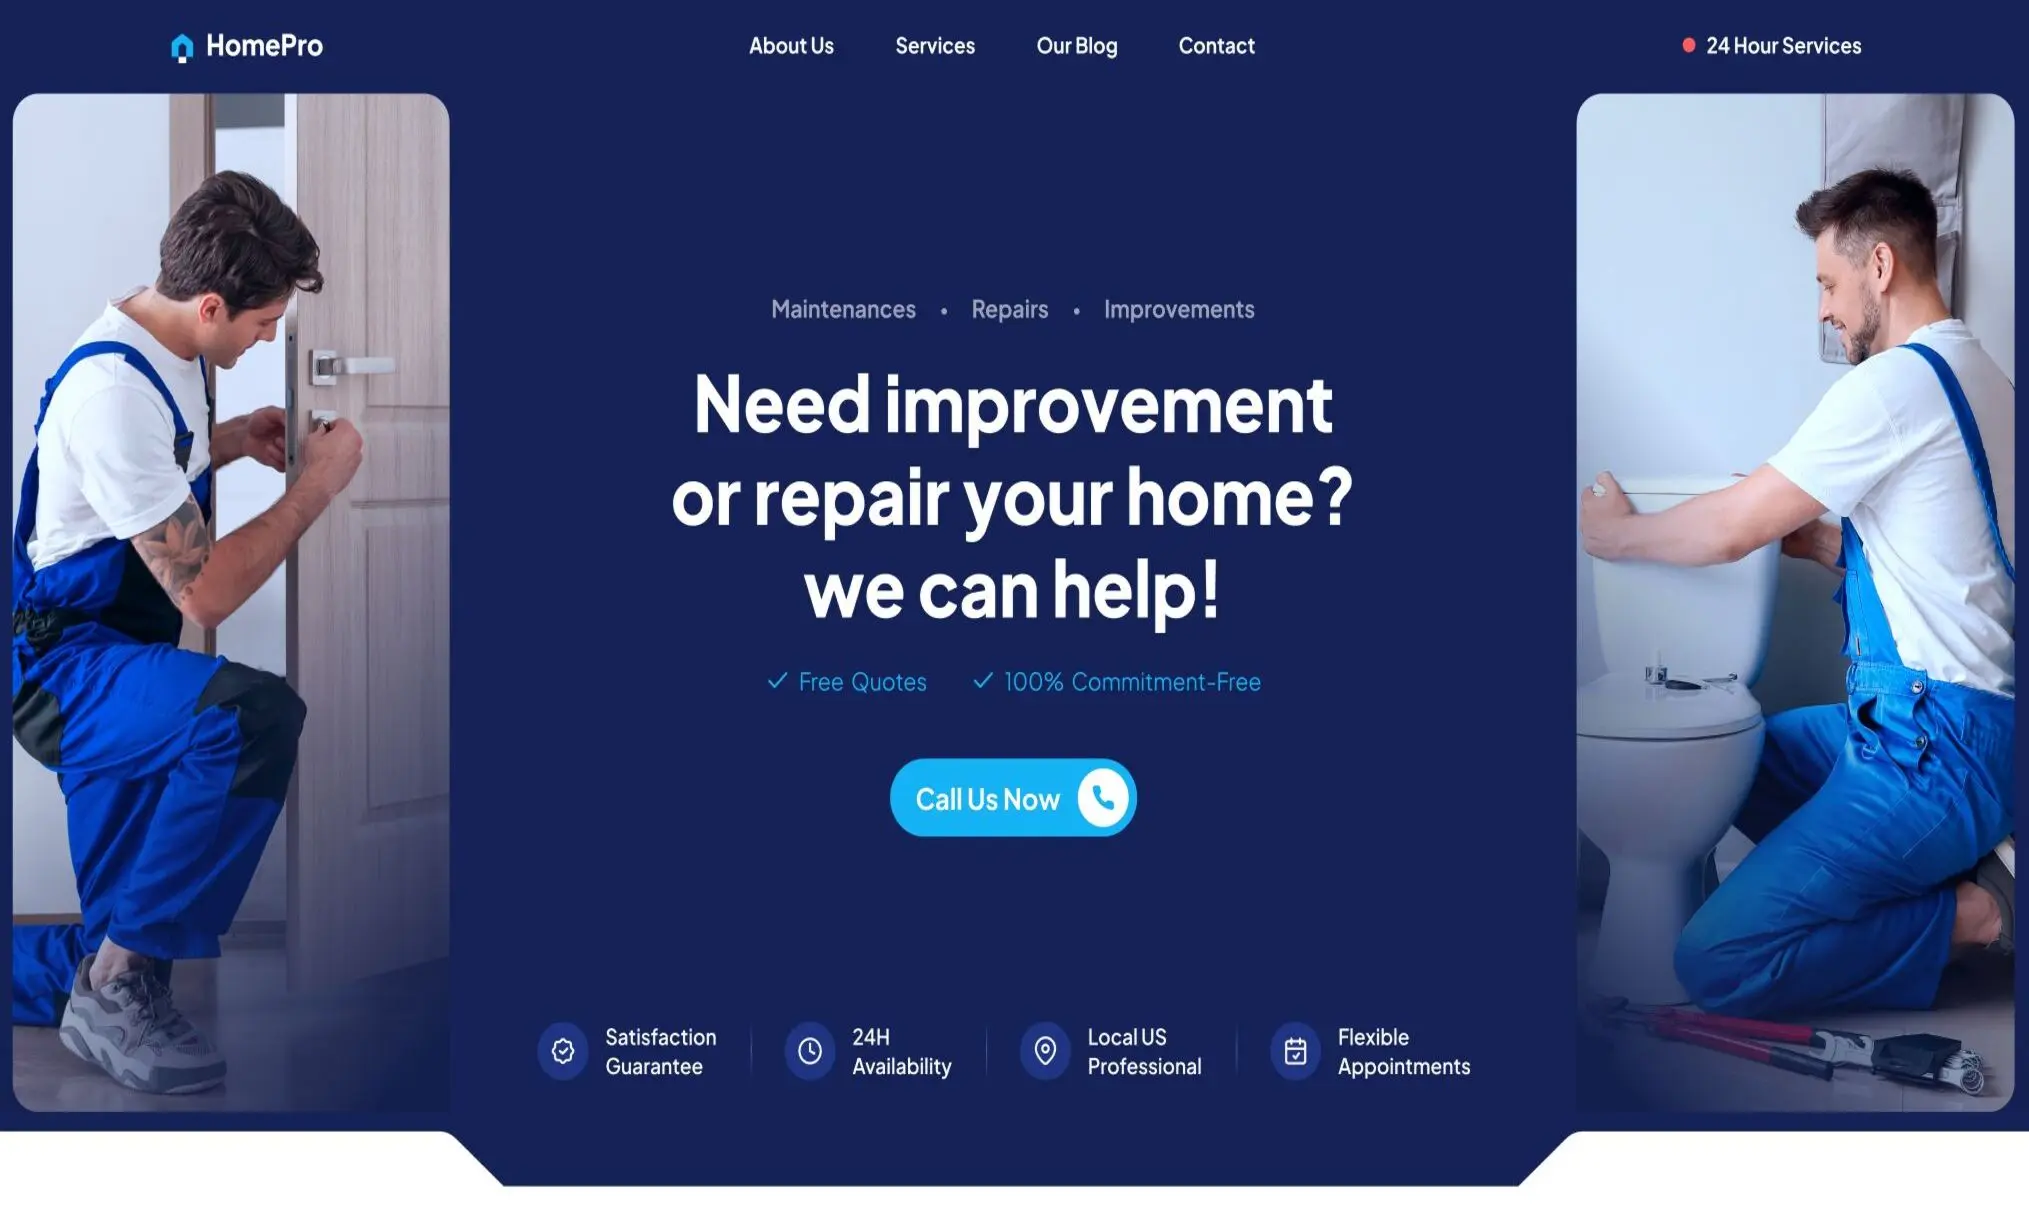 HomePro
About Us
Services
Our Blog
Contact
24 Hour Services
Maintenances • Repairs • Improvements
Need improvement
or repair your home?
we can help!
Free Quotes
100% Commitment-Free
Call Us Now
Satisfaction
Guarantee
24H
Availability
Local US
Professional
Flexible
Appointments